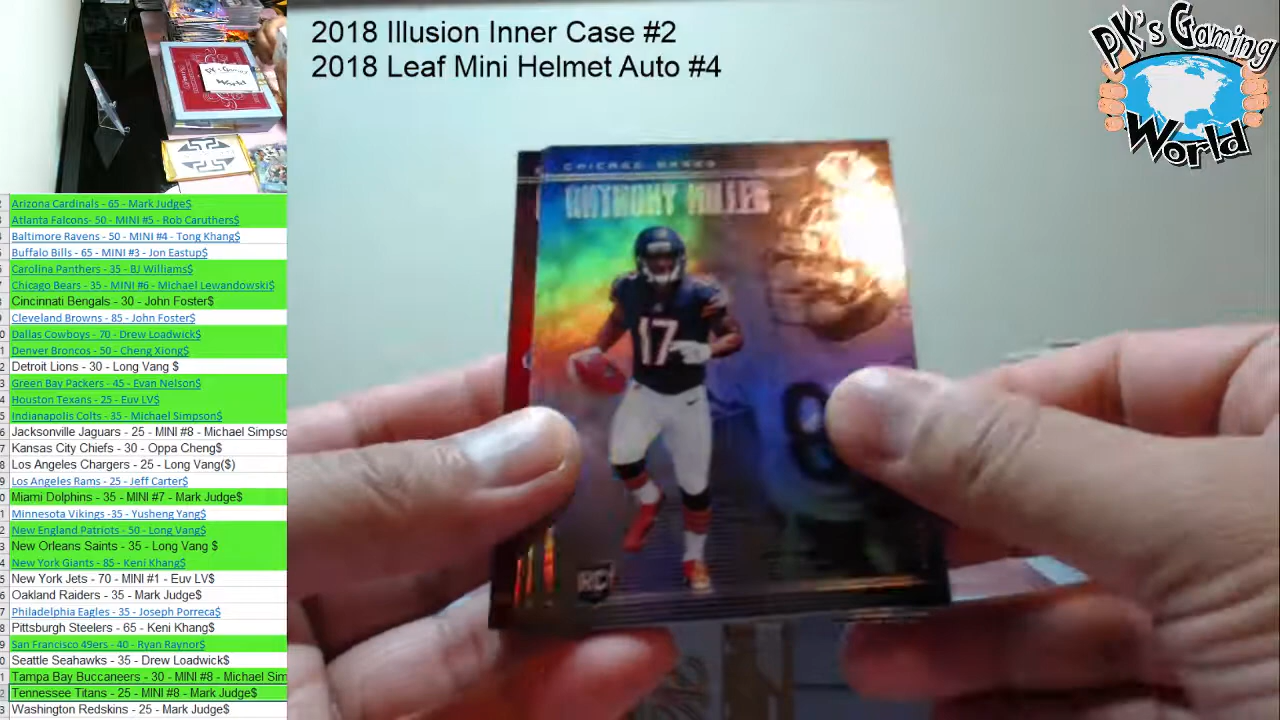 2018 Illusion Inner Case #2
2018 Leaf Mini Helmet Auto #4
PK's Gaming
World
CHICAGO BEARS
ANTHONY MILLER
17
RC
Arizona Cardinals - 65 - Mark Judge$
Atlanta Falcons- 50 - MINI #5 - Rob Caruthers$
Baltimore Ravens - 50 - MINI #4 - Tong Khang$
Buffalo Bills - 65 -MINI #3 - Jon Eastup$
Carolina Panthers - 35 - BJ Williams$
Chicago Bears - 35 - MINI #6 - Michael Lewandowski$
Cincinnati Bengals - 30 - John Foster$
Cleveland Browns - 85 - John Foster$
Dallas Cowboys - 70 - Drew Loadwick$
Denver Broncos - 50 - Cheng Xiong$
Detroit Lions - 30 - Long Vang $
Green Bay Packers - 45 - Evan Nelson$
Houston Texans - 25 - Euv LV$
Indianapolis Colts - 35 - Michael Simpson$
Jacksonville Jaguars - 25 - MINI #8 - Michael Simpso
Kansas City Chiefs - 30 - Oppa Cheng$
Los Angeles Chargers - 25 - Long Vang($)
Los Angeles Rams - 25 - Jeff Carter$
Miami Dolphins - 35 - MINI #7 - Mark Judge$
Minnesota Vikings -35 - Yusheng Yang$
New England Patriots - 50 - Long Vang$
New Orleans Saints - 35 - Long Vang $
New York Giants - 85 - Keni Khang$
New York Jets - 70 - MINI #1 - Euv LV$
Oakland Raiders - 35 - Mark Judge$
Philadelphia Eagles - 35 - Joseph Porreca$
Pittsburgh Steelers - 65 - Keni Khang$
San Francisco 49ers - 40 - Ryan Raynor$
Seattle Seahawks - 35 - Drew Loadwick$
Tampa Bay Buccaneers - 30 - MINI #8 - Michael Sim
Tennessee Titans - 25 - MINI #8 - Mark Judge$
Washington Redskins - 25 - Mark Judge$